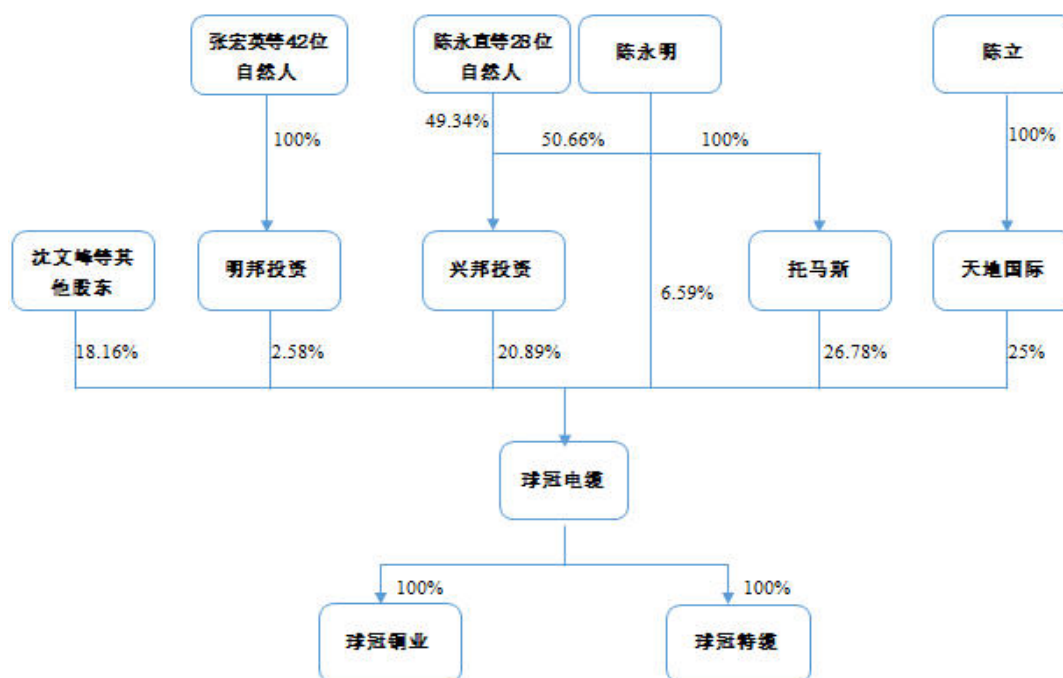 张宏英等42位
自然人
陈永直等28位
自然人
陈永明
陈立
49.34%
100%
50.66%
100%
100%
沈文峰等其
他股东
明邦投资
兴邦投资
托马斯
天地国际
6.59%
18.16%
2.58%
20.89%
26.78%
25%
球冠电缆
100%
100%
球冠铜业
球冠特缆